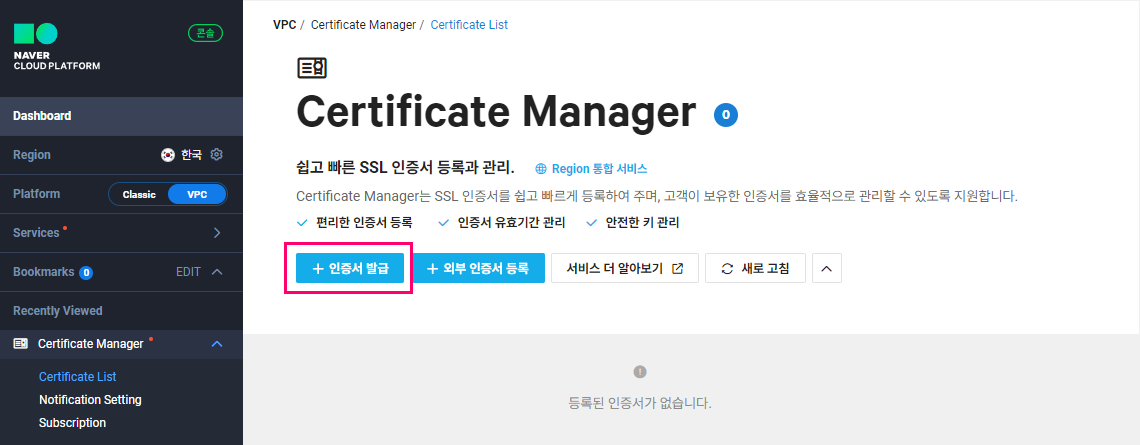 NAVER
CLOUD PLATFORM
콘솔
Dashboard
Region 한국
Platform Classic VPC
Services
Bookmarks 0 EDIT
Recently Viewed
Certificate Manager
Certificate List
Notification Setting
Subscription
VPC / Certificate Manager / Certificate List
Certificate Manager 0
쉽고 빠른 SSL 인증서 등록과 관리. Region 통합 서비스
Certificate Manager는 SSL 인증서를 쉽고 빠르게 등록하여 주며, 고객이 보유한 인증서를 효율적으로 관리할 수 있도록 지원합니다.
편리한 인증서 등록 인증서 유효기간 관리 안전한 키 관리
+ 인증서 발급 + 외부 인증서 등록 서비스 더 알아보기 새로 고침
등록된 인증서가 없습니다.